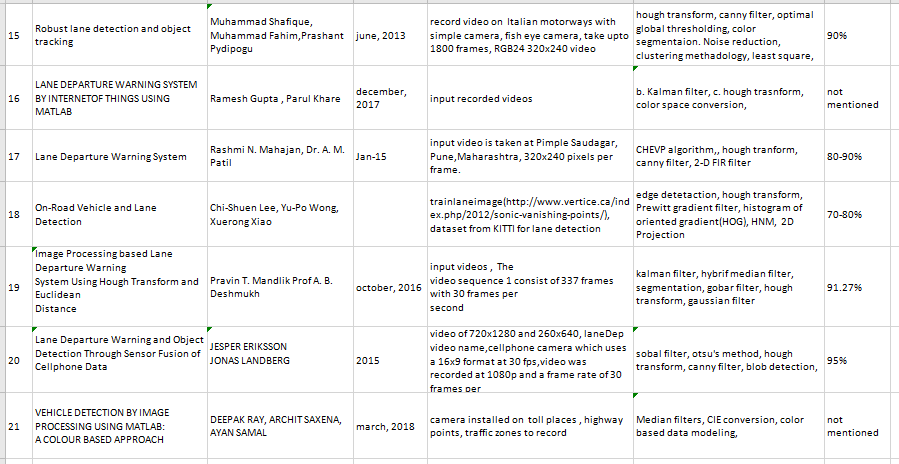 15
Robust lane detection and object
tracking
Muhammad Shafique,
Muhammad Fahim,Prashant
Pydipogu
june, 2013
record video on Italian motorways with
simple camera, fish eye camera, take upto
1800 frames, RGB24 320x240 video
hough transform, canny filter, optimal
global thresholding, color
segmentaion. Noise reduction,
clustering methadology, least square,
90%
16
LANE DEPARTURE WARNING SYSTEM
BY INTERNETOF THINGS USING
MATLAB
Ramesh Gupta , Parul Khare
december,
2017
input recorded videos
b. Kalman filter, c. hough trasnform,
color space conversion,
not
mentioned
17
Lane Departure Warning System
Rashmi N. Mahajan, Dr. A. M.
Patil
Jan-15
input video is taken at Pimple Saudagar,
Pune,Maharashtra, 320x240 pixels per
frame.
CHEVP algorithm,, hough tranform,
canny filter, 2-D FIR filter
80-90%
18
On-Road Vehicle and Lane
Detection
Chi-Shuen Lee, Yu-Po Wong,
Xuerong Xiao
trainlaneimage(http://www.vertice.ca/ind
ex.php/2012/sonic-vanishing-points/),
dataset from KITTI for lane detection
edge detetaction, hough transform,
Prewitt gradient filter, histogram of
oriented gradient(HOG), HNM, 2D
Projection
70-80%
19
Image Processing based Lane
Departure Warning
System Using Hough Transform and
Euclidean
Distance
Pravin T. Mandlik Prof A. B.
Deshmukh
october, 2016
input videos , The
video sequence 1 consist of 337 frames
with 30 frames per
second
kalman filter, hybrif median filter,
segmentation, gobar filter, hough
transform, gaussian filter
91.27%
20
Lane Departure Warning and Object
Detection Through Sensor Fusion of
Cellphone Data
JESPER ERIKSSON
JONAS LANDBERG
2015
video of 720x1280 and 260x640, laneDep
video name,cellphone camera which uses
a 16x9 format at 30 fps,video was
recorded at 1080p and a frame rate of 30
frames per
sobal filter, otsu's method, hough
transform, canny filter, blob detection,
95%
21
VEHICLE DETECTION BY IMAGE
PROCESSING USING MATLAB:
A COLOUR BASED APPROACH
DEEPAK RAY, ARCHIT SAXENA,
AYAN SAMAL
march, 2018
camera installed on toll places , highway
points, traffic zones to record
Median filters, CIE conversion, color
based data modeling,
not
mentioned